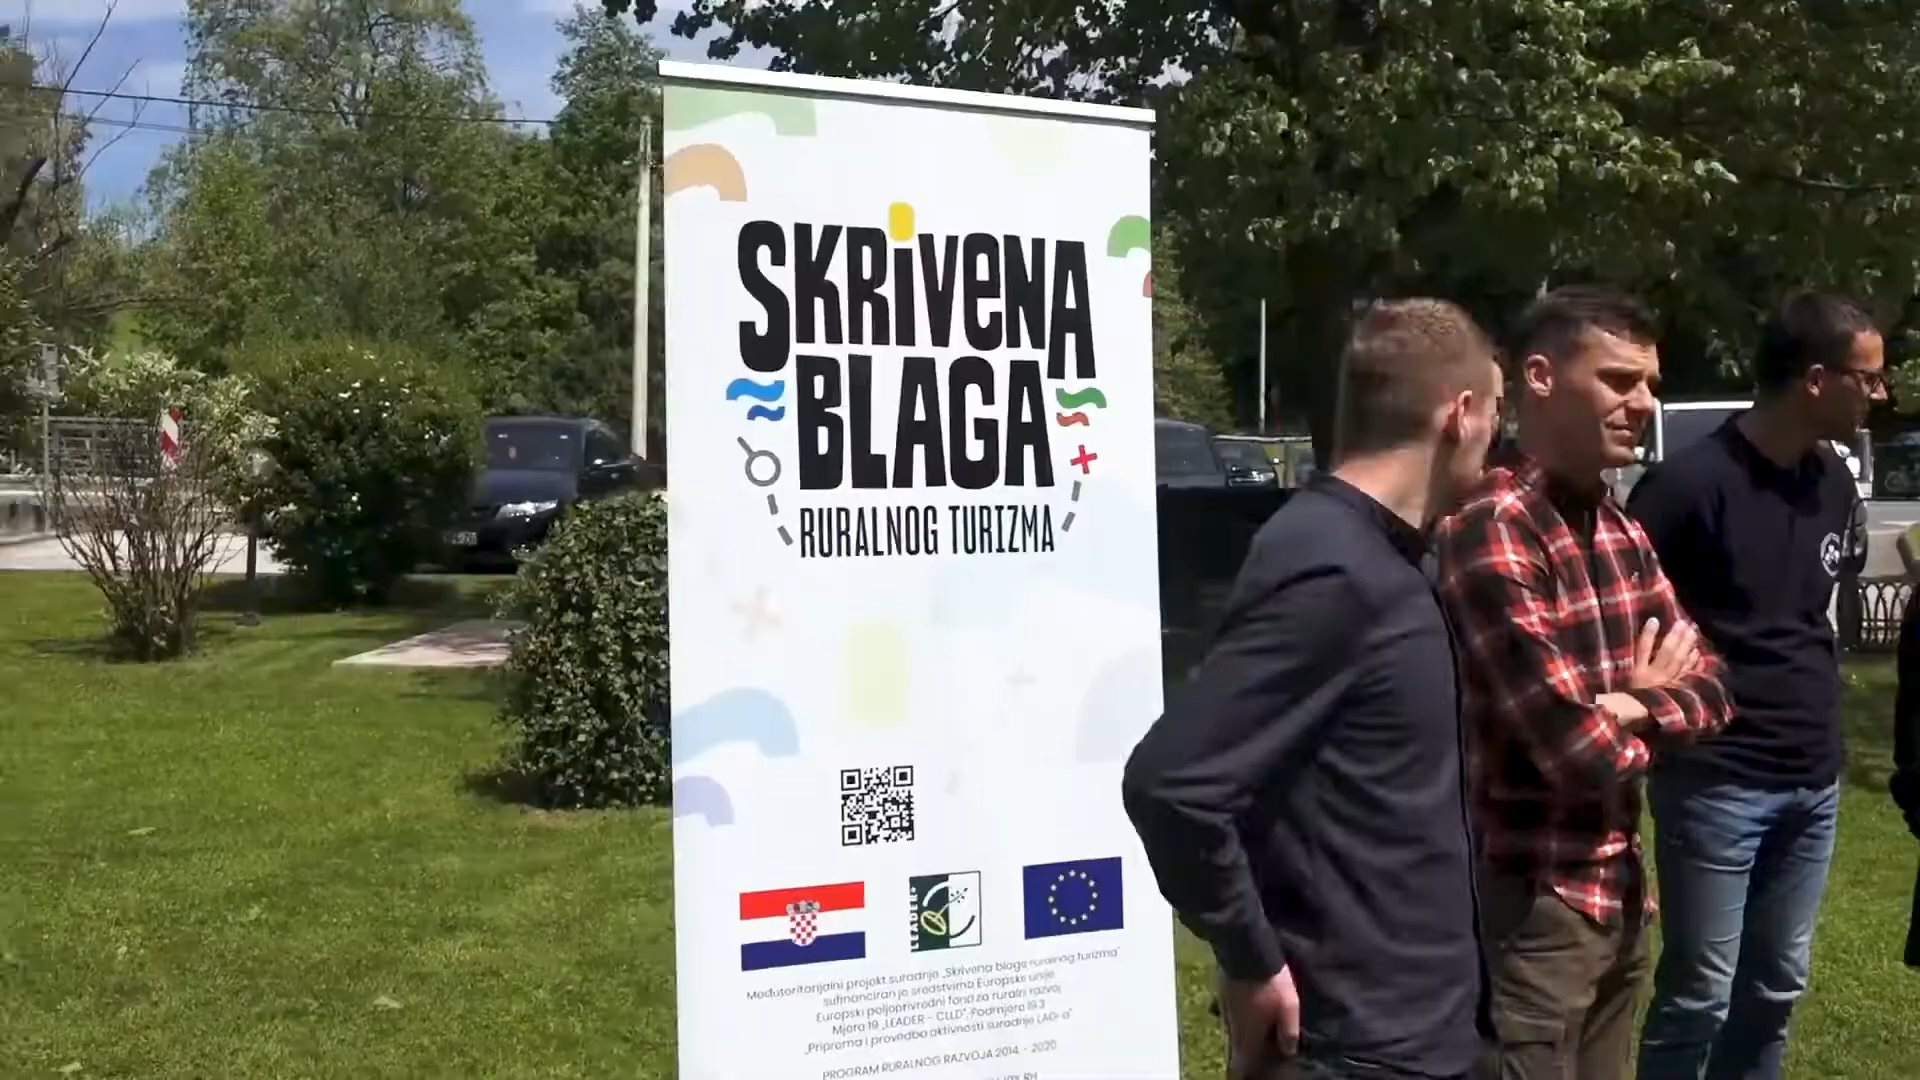 SKRIVENA
BLAGA
RURALNOG TURIZMA
LEADER+
Međuteritorijalni projekt suradnje „Skrivena blaga ruralnog turizma"
sufinanciran je sredstvima Europske unije
Europski poljoprivredni fond za ruralni razvoj
Mjera 19 „LEADER - CLLD", Podmjera 19.3
„Priprema i provedba aktivnosti suradnje LAG-a"
PROGRAM RURALNOG RAZVOJA 2014. - 2020